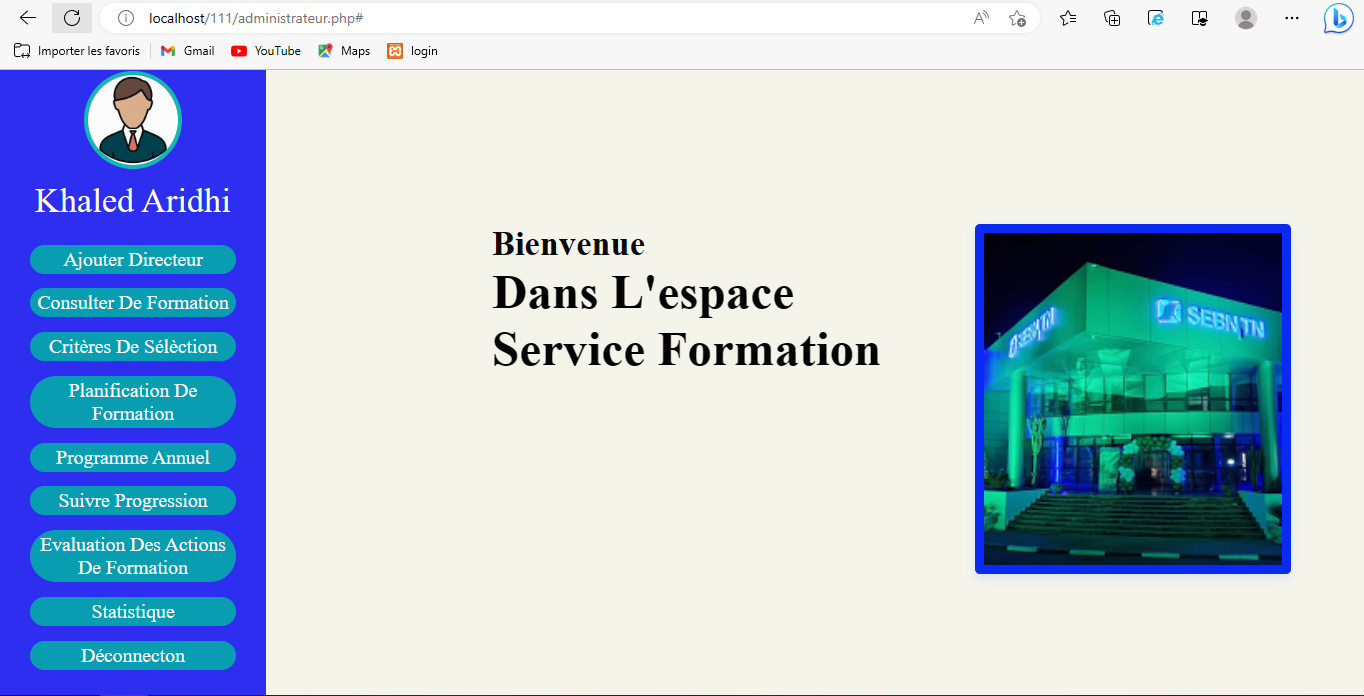 localhost/111/administrateur.php#
Importer les favoris
Gmail
YouTube
Maps
login
Khaled Aridhi
Ajouter Directeur
Consulter De Formation
Critères De Sélèction
Planification De
Formation
Programme Annuel
Suivre Progression
Evaluation Des Actions
De Formation
Statistique
Déconnecton
Bienvenue
Dans L'espace
Service Formation
SEBN TN
SEBN TN